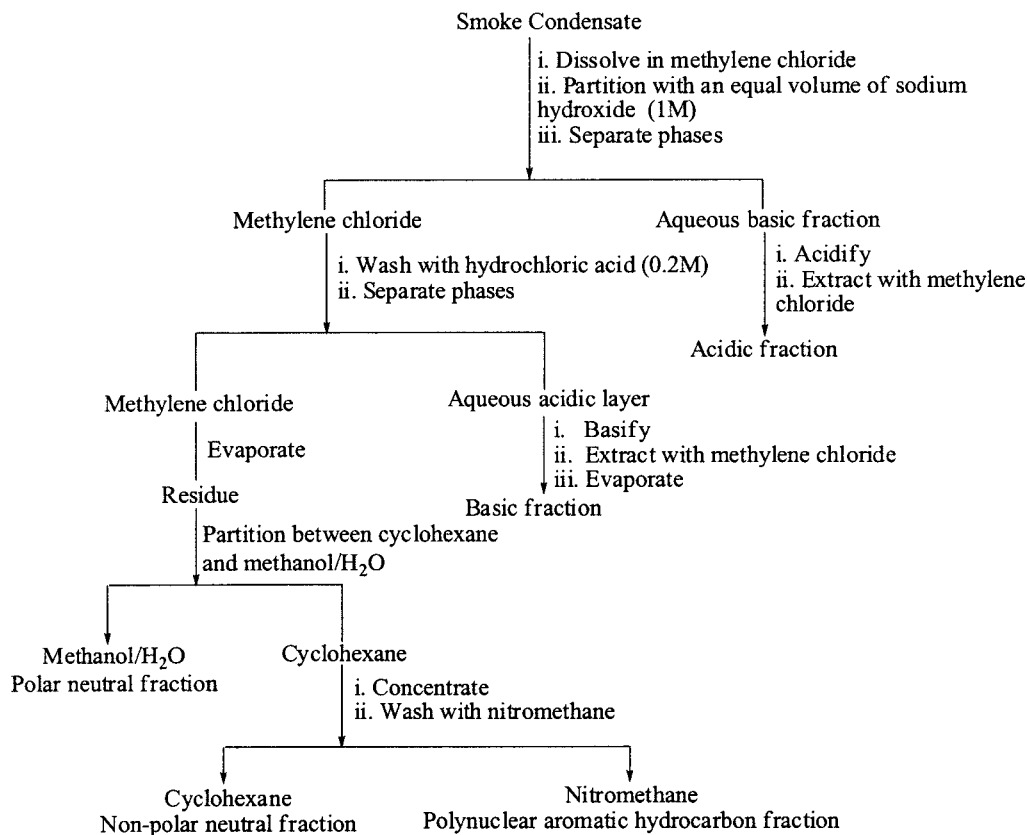 Smoke Condensate
i. Dissolve in methylene chloride
ii. Partition with an equal volume of sodium
hydroxide (1M)
iii. Separate phases
Methylene chloride
Aqueous basic fraction
i. Wash with hydrochloric acid (0.2M)
ii. Separate phases
i. Acidify
ii. Extract with methylene
chloride
Acidic fraction
Methylene chloride
Aqueous acidic layer
Evaporate
i. Basify
ii. Extract with methylene chloride
iii. Evaporate
Residue
Basic fraction
Partition between cyclohexane
and methanol/H₂O
Methanol/H₂O
Polar neutral fraction
Cyclohexane
i. Concentrate
ii. Wash with nitromethane
Cyclohexane
Non-polar neutral fraction
Nitromethane
Polynuclear aromatic hydrocarbon fraction